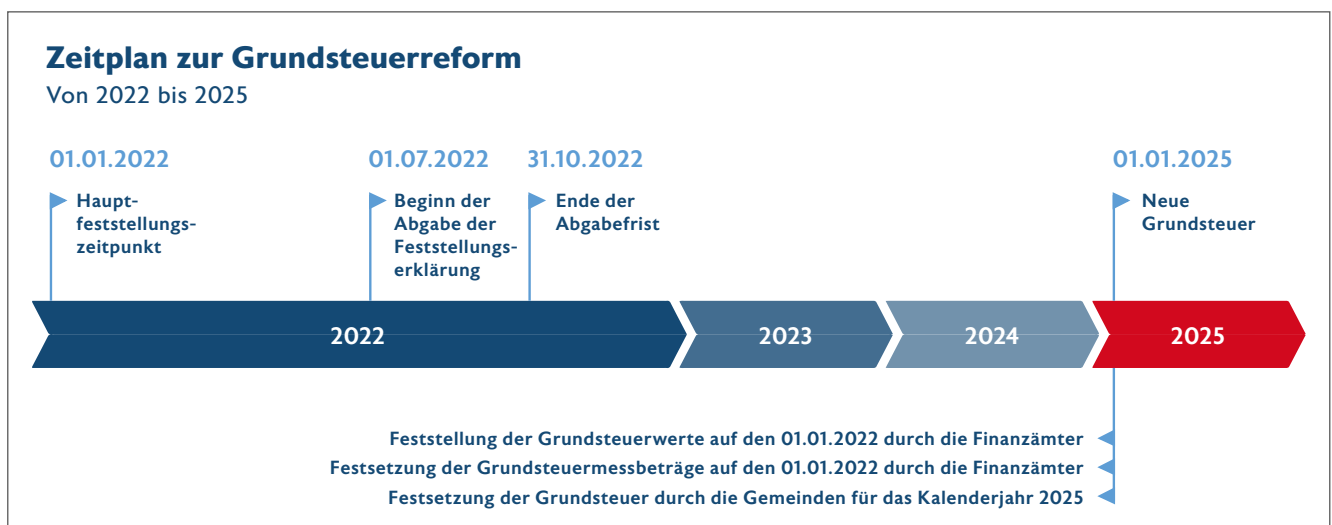 Zeitplan zur Grundsteuerreform
Von 2022 bis 2025
01.01.2022
Haupt-
feststellungs-
zeitpunkt
01.07.2022
Beginn der
Abgabe der
Feststellungs-
erklärung
31.10.2022
Ende der
Abgabefrist
01.01.2025
Neue
Grundsteuer
2022
2023
2024
2025
Feststellung der Grundsteuerwerte auf den 01.01.2022 durch die Finanzämter
Festsetzung der Grundsteuermessbeträge auf den 01.01.2022 durch die Finanzämter
Festsetzung der Grundsteuer durch die Gemeinden für das Kalenderjahr 2025